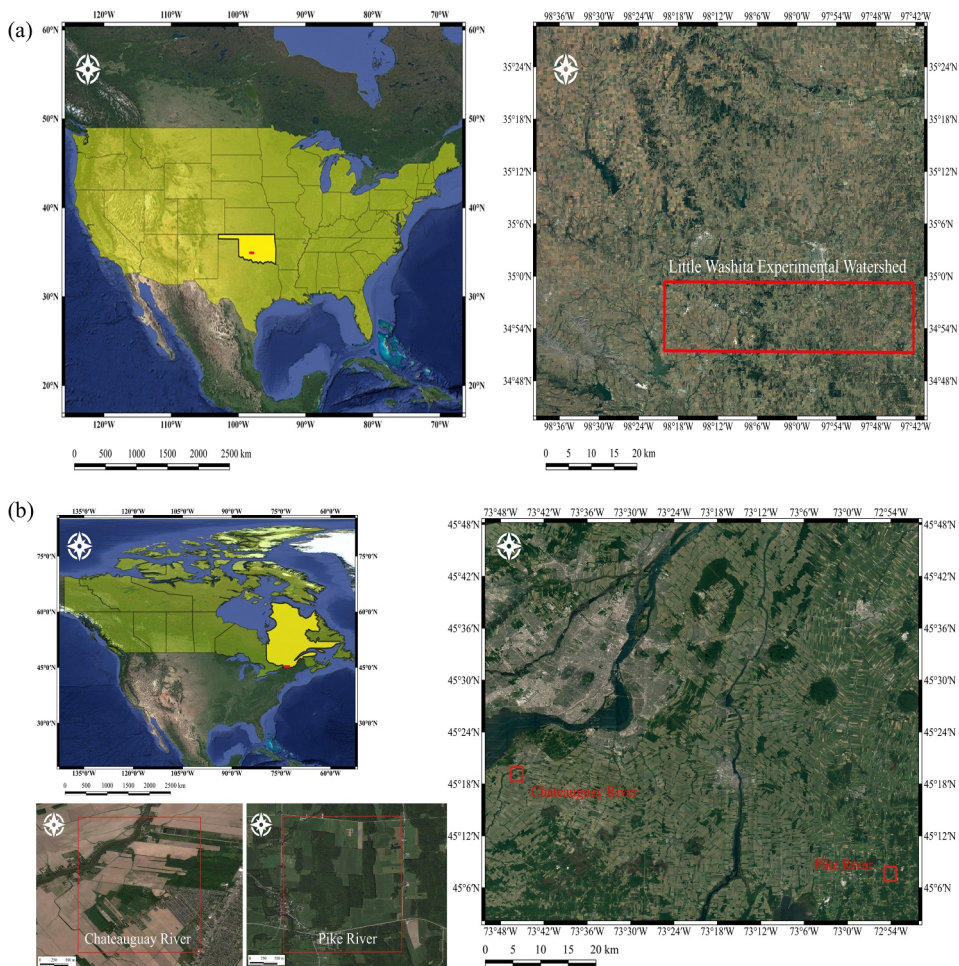 (a)
120°W 110°W 100°W 90°W 80°W 70°W
60°N
60°N
50°N
50°N
40°N
40°N
30°N
30°N
20°N
20°N
120°W 110°W 100°W 90°W 80°W 70°W
0 500 1000 1500 2000 2500 km
98°36'W 98°30'W 98°24'W 98°18'W 98°12'W 98°6'W 98°0'W 97°54'W 97°48'W 97°42'W
35°24'N
35°24'N
35°18'N
35°18'N
35°12'N
35°12'N
35°6'N
35°6'N
Little Washita Experimental Watershed
35°0'N
35°0'N
34°54'N
34°54'N
34°48'N
34°48'N
98°36'W 98°30'W 98°24'W 98°18'W 98°12'W 98°6'W 98°0'W 97°54'W 97°48'W 97°42'W
0 5 10 15 20 km
(b)
135°0'W 120°0'W 105°0'W 90°0'W 75°0'W 60°0'W
75°0'N
75°0'N
60°0'N
60°0'N
45°0'N
45°0'N
30°0'N
30°0'N
135°0'W 120°0'W 105°0'W 90°0'W 75°0'W 60°0'W
0 500 1000 1500 2000 2500 km
Chateauguay River
0 250 500 m
Pike River
0 250 500 m
73°48'W 73°42'W 73°36'W 73°30'W 73°24'W 73°18'W 73°12'W 73°6'W 73°0'W 72°54'W
45°48'N
45°48'N
45°42'N
45°42'N
45°36'N
45°36'N
45°30'N
45°30'N
45°24'N
45°24'N
45°18'N
45°18'N
Chateauguay River
45°12'N
45°12'N
Pike River
45°6'N
45°6'N
73°48'W 73°42'W 73°36'W 73°30'W 73°24'W 73°18'W 73°12'W 73°6'W 73°0'W 72°54'W
0 5 10 15 20 km